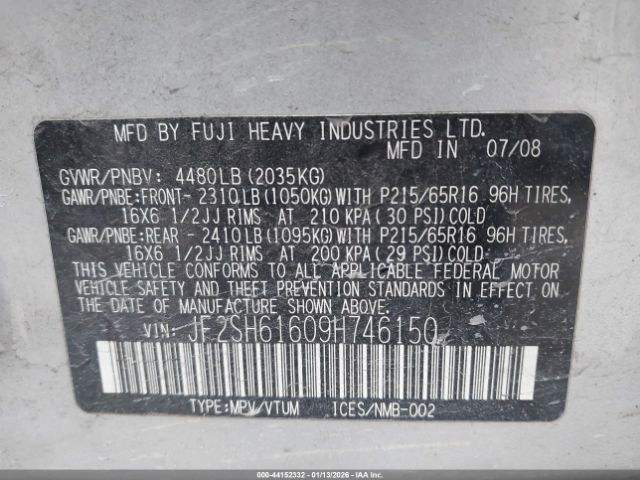 MFD BY FUJI HEAVY INDUSTRIES LTD.
MFD IN 07/08
GVWR/PNBV: 4480LB (2035KG)
GAWR/PNBE:FRONT- 2310LB(1050KG)WITH P215/65R16 96H TIRES,
16X6 1/2JJ RIMS AT 210 KPA(30 PSI)COLD
GAWR/PNBE:REAR - 2410LB(1095KG)WITH P215/65R16 96H TIRES,
16X6 1/2JJ RIMS AT 200 KPA(29 PSI)COLD
THIS VEHICLE CONFORMS TO ALL APPLICABLE FEDERAL MOTOR
VEHICLE SAFETY AND THEFT PREVENTION STANDARDS IN EFFECT ON THE
DATE OF MANUFACTURE SHOWN ABOVE.
VIN: JF2SH61609H746150
TYPE:MPV/VTUM ICES/NMB-002
000-44152332 - 01/13/2026 - IAAI.COM